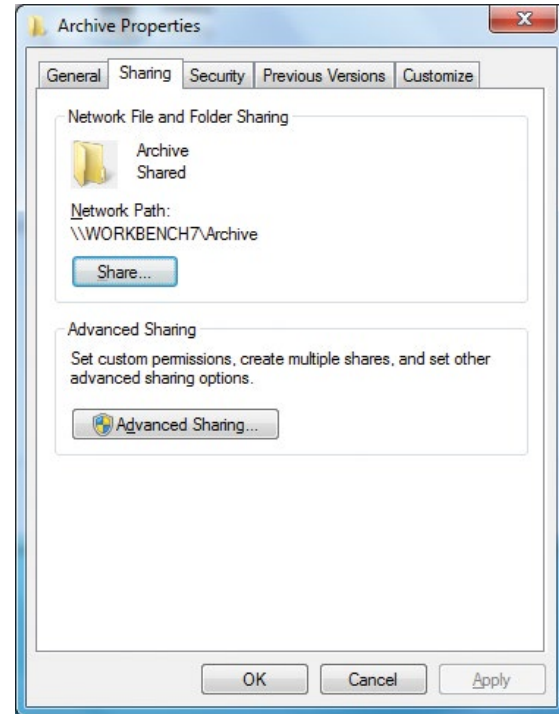 Archive Properties
General Sharing Security Previous Versions Customize
Network File and Folder Sharing
Archive
Shared
Network Path:
\\WORKBENCH7\Archive
Share...
Advanced Sharing
Set custom permissions, create multiple shares, and set other
advanced sharing options.
Advanced Sharing...
OK Cancel Apply